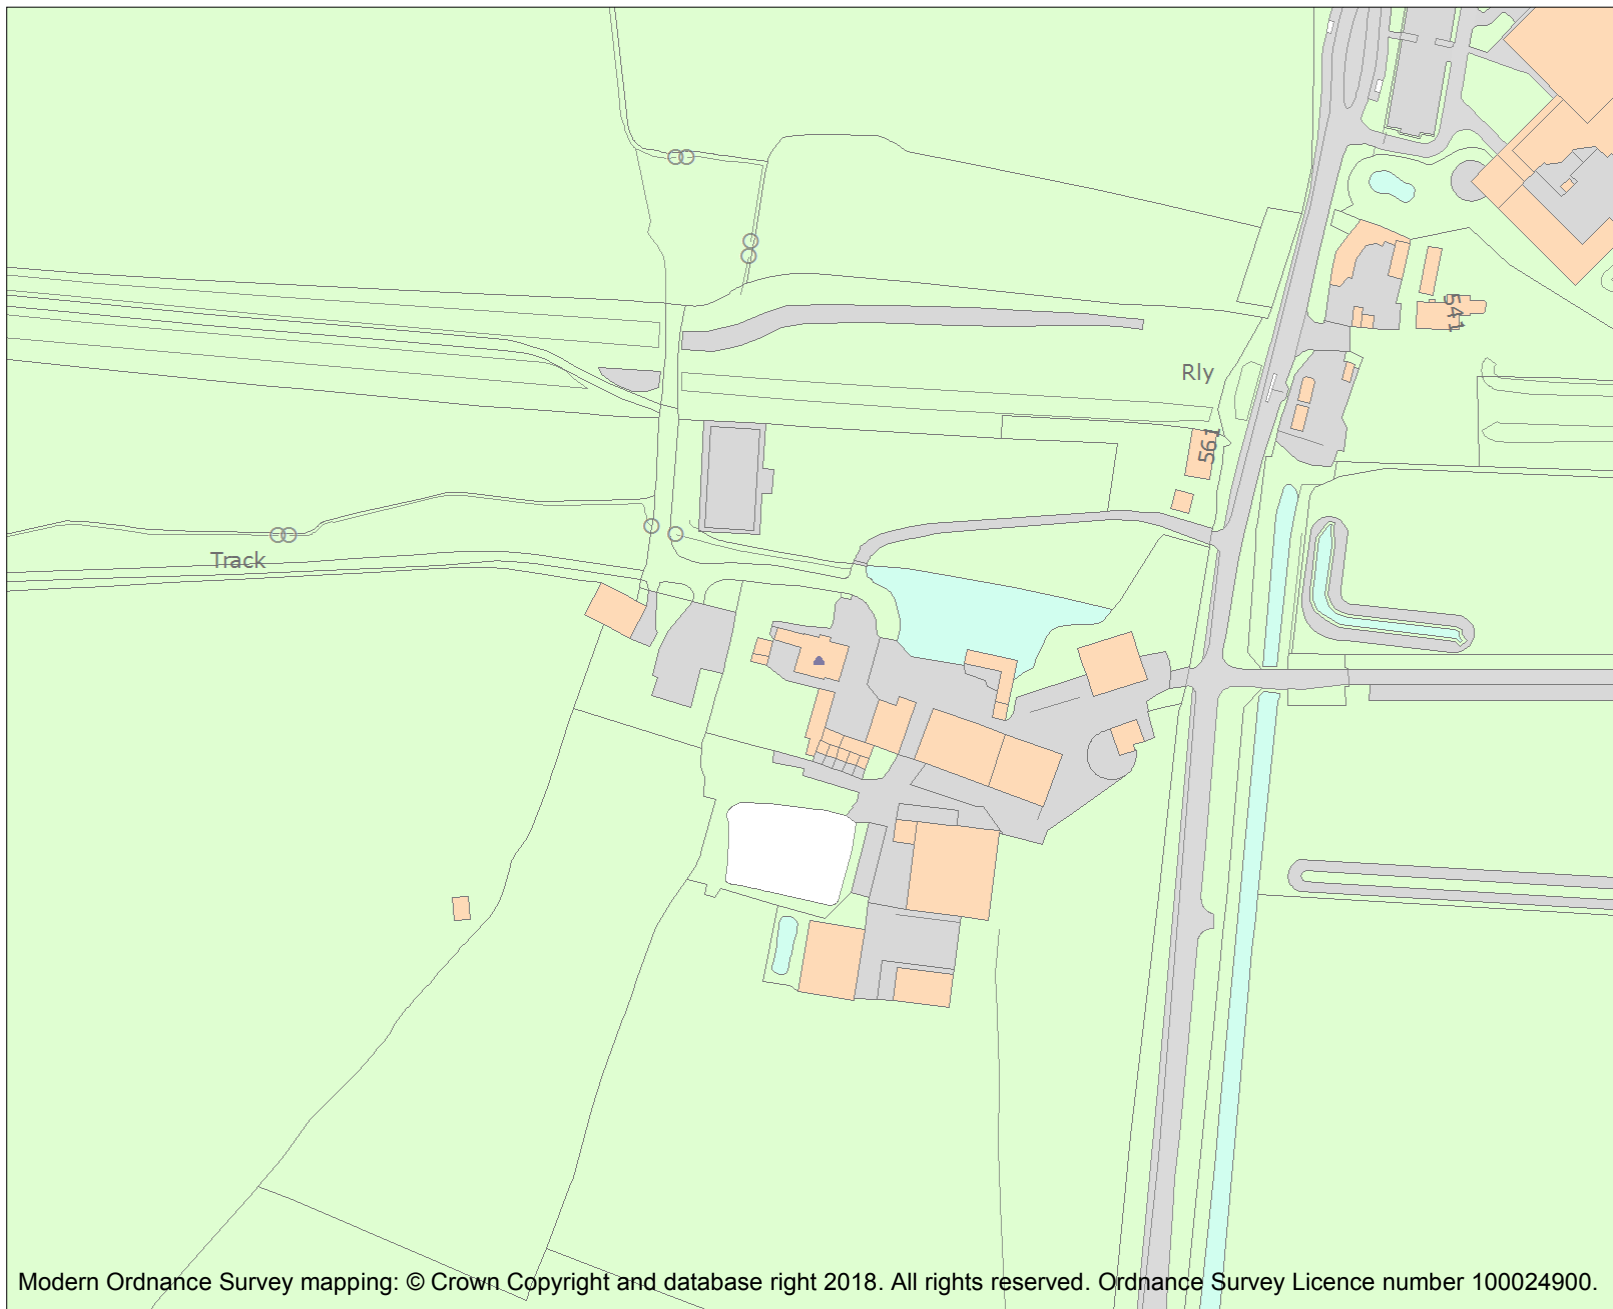 541
Rly
561
Track
Modern Ordnance Survey mapping: © Crown Copyright and database right 2018. All rights reserved. Ordnance Survey Licence number 100024900.